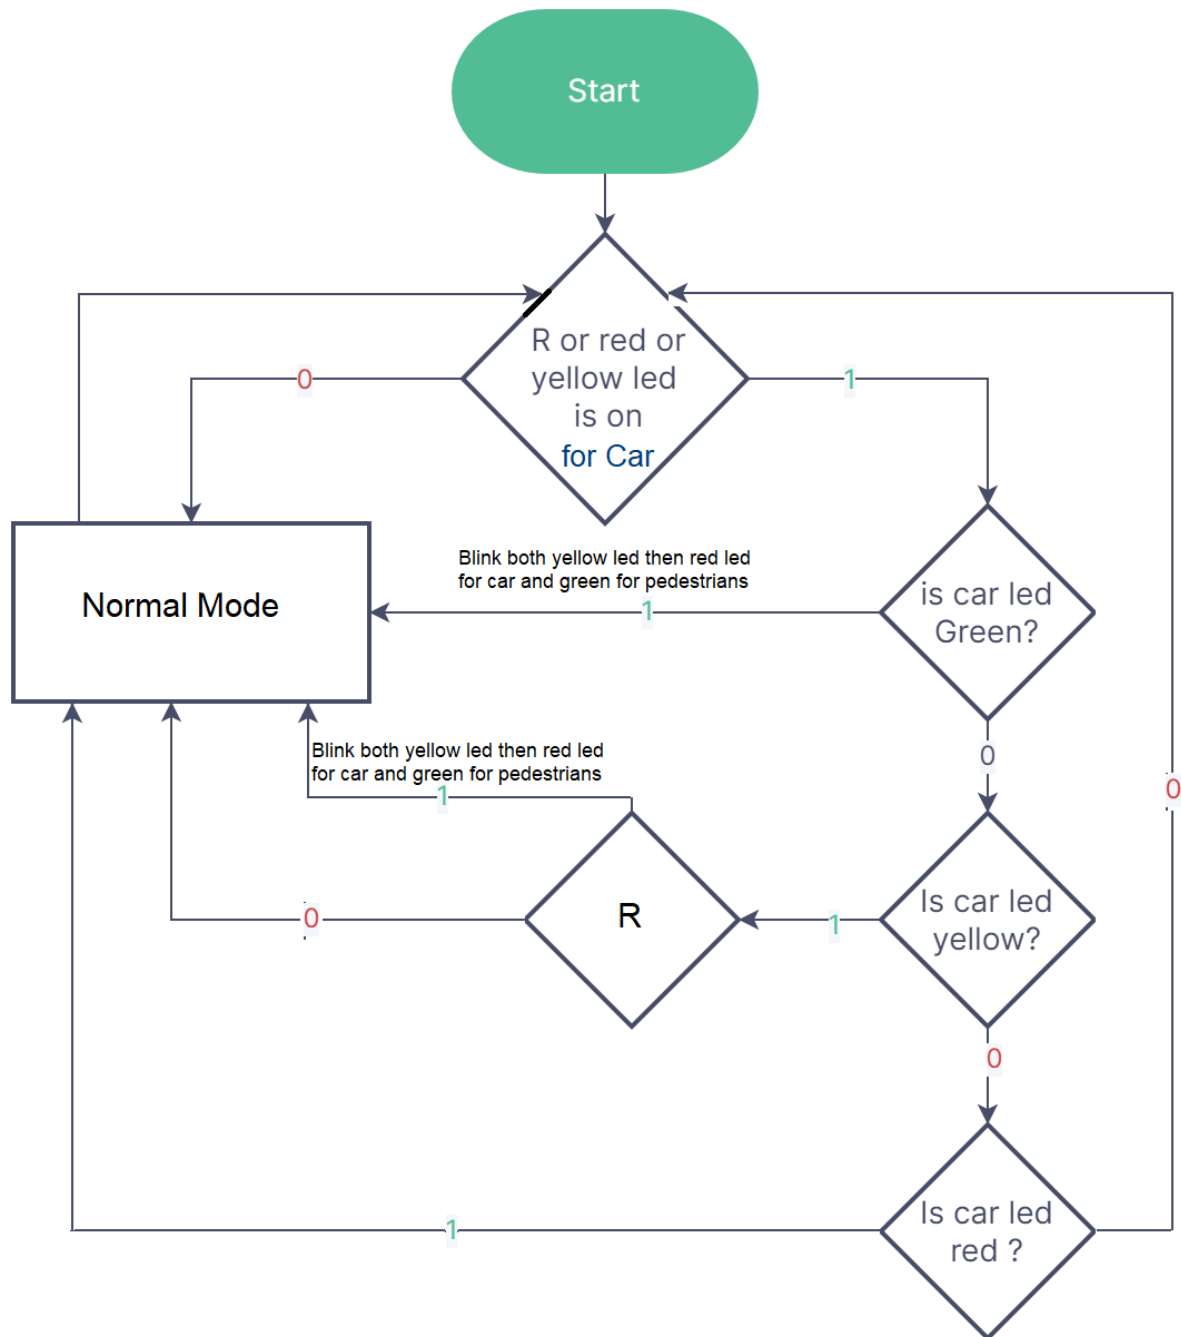 Start
R or red or
yellow led
is on
for Car
0
1
Blink both yellow led then red led
for car and green for pedestrians
1
is car led
Green?
Normal Mode
0
Blink both yellow led then red led
for car and green for pedestrians
1
0
R
0
1
Is car led
yellow?
0
1
Is car led
red ?